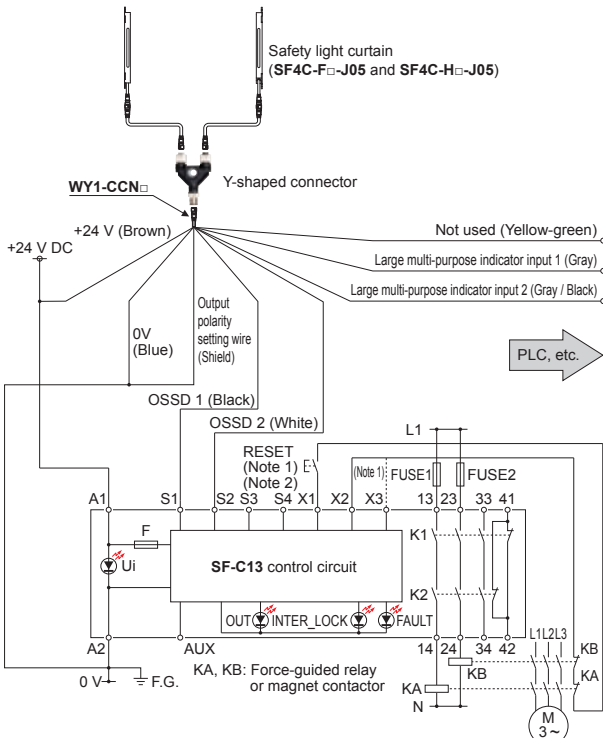 Safety light curtain
(SF4C-F□-J05 and SF4C-H□-J05)
Y-shaped connector
WY1-CCN□
+24 V (Brown)
+24 V DC
Not used (Yellow-green)
Large multi-purpose indicator input 1 (Gray)
Large multi-purpose indicator input 2 (Gray / Black)
0V
(Blue)
Output
polarity
setting wire
(Shield)
PLC, etc.
OSSD 1 (Black)
OSSD 2 (White)
L1
RESET
(Note 1)
(Note 2)
(Note 1)
FUSE1
FUSE2
A1
S1
S2
S3
S4
X1
X2
X3
13
23
33
41
F
K1
Ui
SF-C13 control circuit
K2
OUT
INTER_LOCK
FAULT
A2
AUX
14
24
34
42
L1L2L3
KA, KB: Force-guided relay
or magnet contactor
KB
KB
0 V
F.G.
KA
KA
N
M
3~